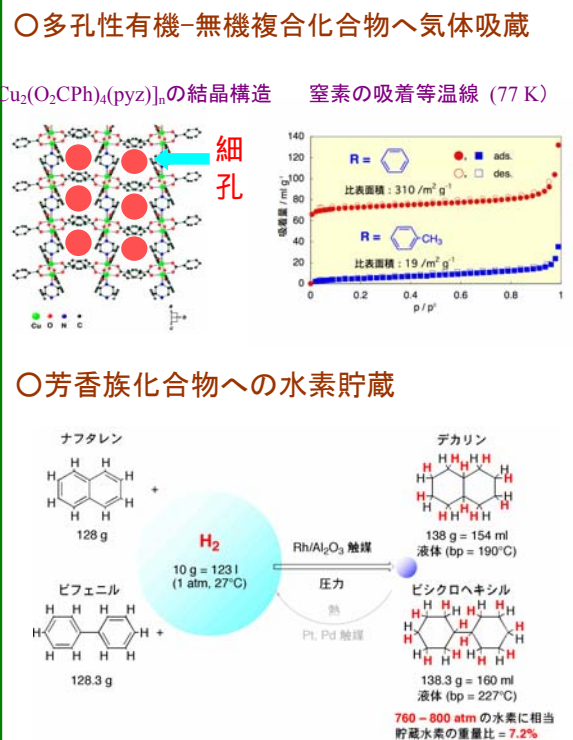 〇多孔性有機−無機複合化合物へ気体吸蔵
Cu₂(O₂CPh)₄(pyz)]ₙの結晶構造 窒素の吸着等温線 (77 K)
細
孔
Cu O N C
吸着量 / ml g⁻¹
140
120
100
80
60
40
20
0
R =
比表面積：310 /m² g⁻¹
, ads.
, des.
R = CH₃
比表面積：19 /m² g⁻¹
0 0.2 0.4 0.6 0.8 1
p / p°
〇芳香族化合物への水素貯蔵
ナフタレン
H H
H H
H H
H H
128 g
+
ビフェニル
H H H H
H H +
H H H H
128.3 g
H₂
10 g = 123 l
(1 atm, 27°C)
Rh/Al₂O₃ 触媒
圧力
熱
Pt, Pd 触媒
デカリン
H H H H H H
H H
H H
H H
H H
H H H H H H
138 g = 154 ml
液体 (bp = 190°C)
ビシクロヘキシル
138.3 g = 160 ml
液体 (bp = 227°C)
760 − 800 atm の水素に相当
貯蔵水素の重量比 = 7.2%